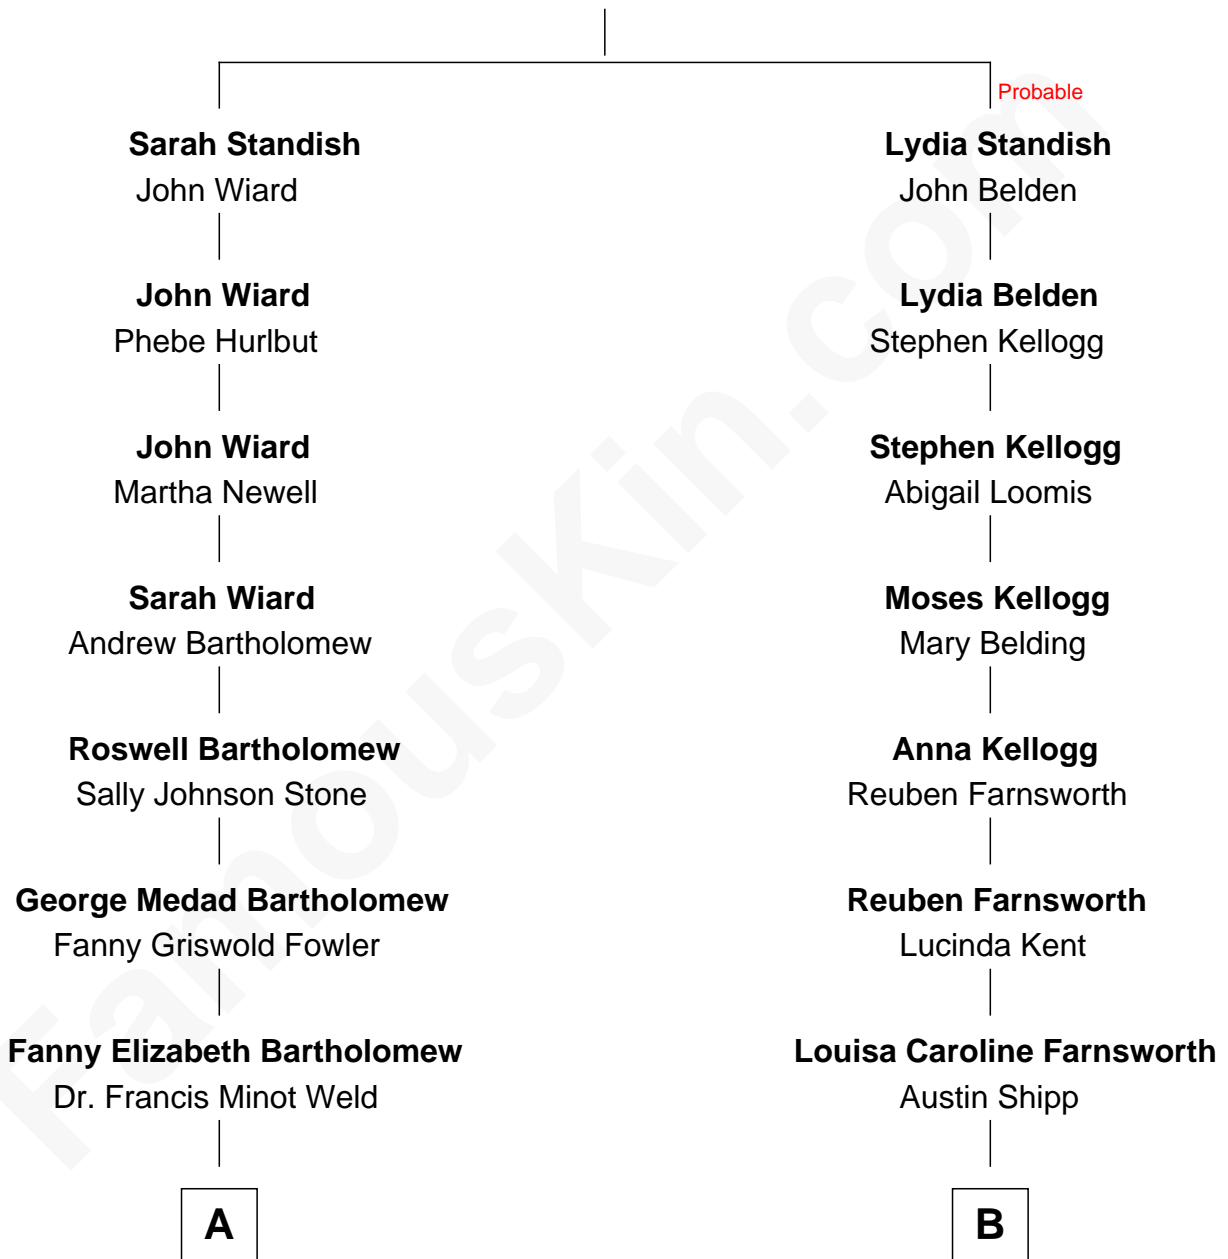 Probable
Sarah Standish
John Wiard
Lydia Standish
John Belden
John Wiard
Phebe Hurlbut
Lydia Belden
Stephen Kellogg
John Wiard
Martha Newell
Stephen Kellogg
Abigail Loomis
Sarah Wiard
Andrew Bartholomew
Moses Kellogg
Mary Belding
Roswell Bartholomew
Sally Johnson Stone
Anna Kellogg
Reuben Farnsworth
George Medad Bartholomew
Fanny Griswold Fowler
Reuben Farnsworth
Lucinda Kent
Fanny Elizabeth Bartholomew
Dr. Francis Minot Weld
Louisa Caroline Farnsworth
Austin Shipp
A
B
FamousKin.com